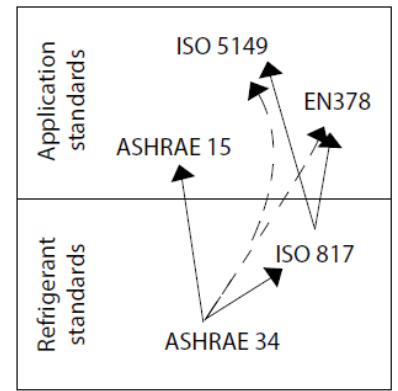 Application
standards
ISO 5149
EN378
ASHRAE 15
Refrigerant
standards
ISO 817
ASHRAE 34